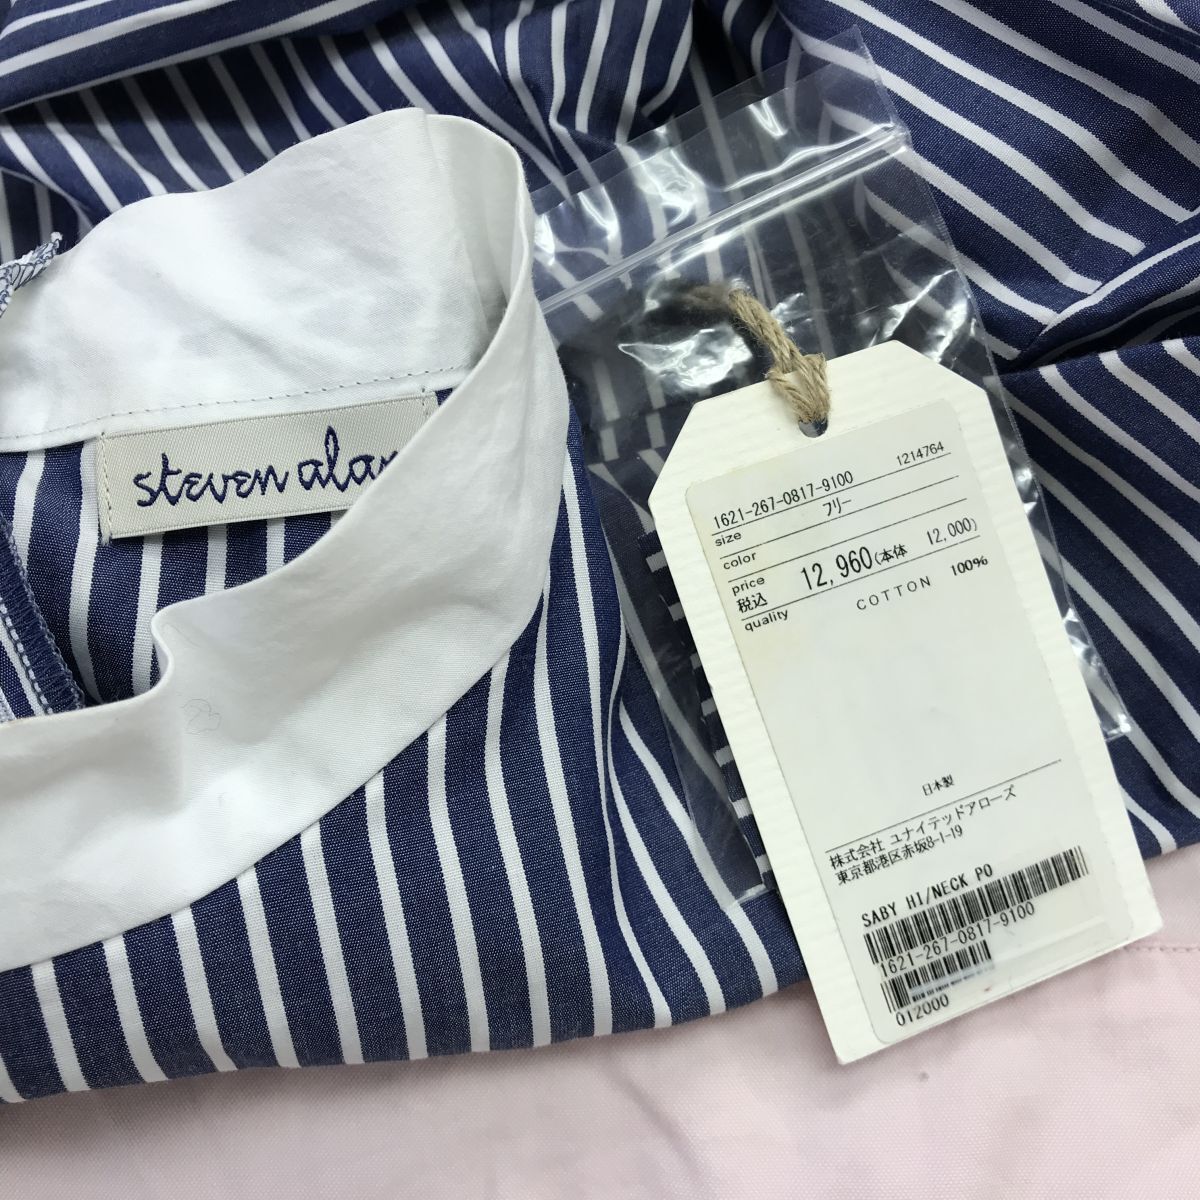 steven alan
1621-267-0817-9100 1214764
size フリー
color
price 12,960(本体 12,000)
税込
quality COTTON 100%
日本製
株式会社 ユナイテッドアローズ
東京都港区赤坂8-1-19
SABY HI/NECK PO
1621-267-0817-9100
012000